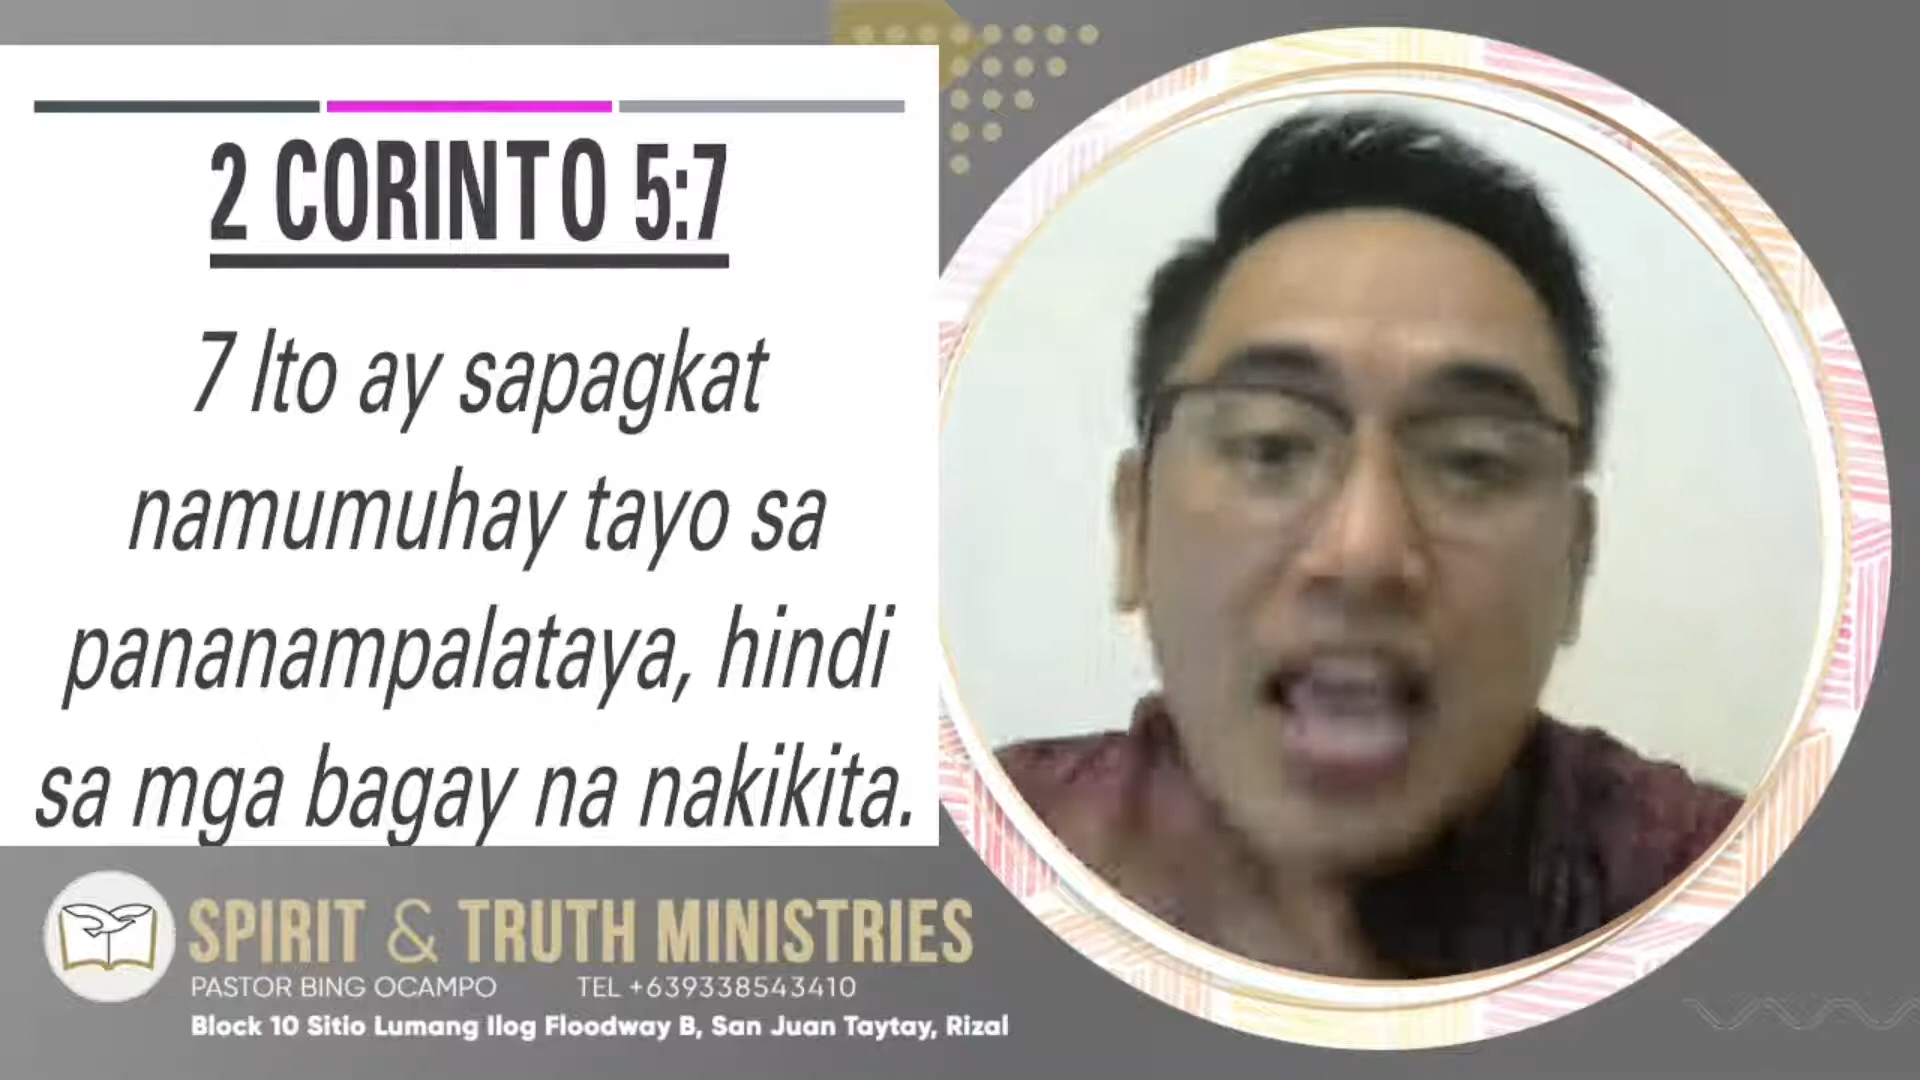 2 CORINTO 5:7
7 Ito ay sapagkat
namumuhay tayo sa
pananampalataya, hindi
sa mga bagay na nakikita.
SPIRIT & TRUTH MINISTRIES
PASTOR BING OCAMPO TEL +639338543410
Block 10 Sitio Lumang Ilog Floodway B, San Juan Taytay, Rizal